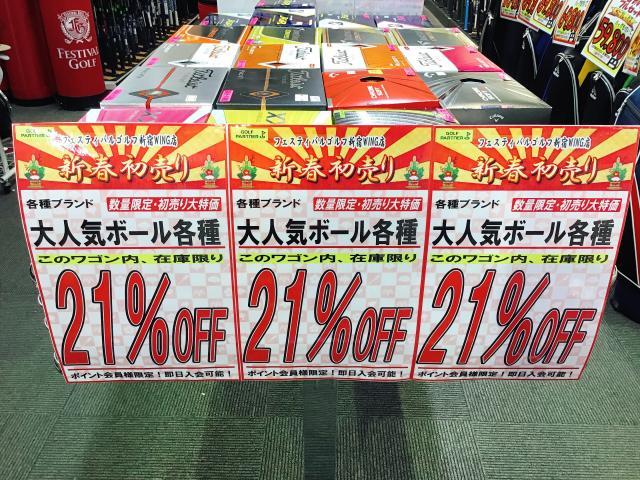 FESTIVAL
GOLF
Titleist
Titleist
59,800
GOLF PARTNER
フェスティバルゴルフ新宿WING店
新春初売り
各種ブランド
数量限定・初売り大特価
大人気ボール各種
このワゴン内、在庫限り
21%OFF
ポイント会員様限定！即日入会可能！
GOLF PARTNER
フェスティバルゴルフ新宿WING店
新春初売り
各種ブランド
数量限定・初売り大特価
大人気ボール各種
このワゴン内、在庫限り
21%OFF
ポイント会員様限定！即日入会可能！
GOLF PARTNER
フェスティバルゴルフ新宿WING店
新春初売り
各種ブランド
数量限定・初売り大特価
大人気ボール各種
このワゴン内、在庫限り
21%OFF
ポイント会員様限定！即日入会可能！